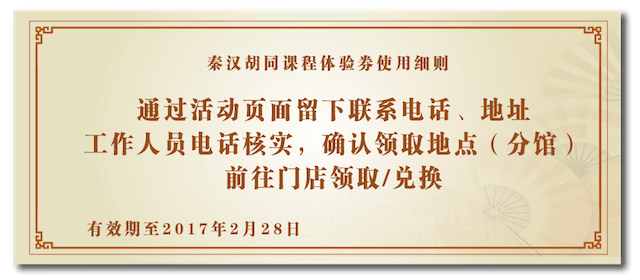 秦汉胡同课程体验券使用细则
通过活动页面留下联系电话、地址
工作人员电话核实，确认领取地点（分馆）
前往门店领取/兑换
有效期至2017年2月28日